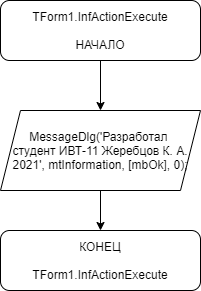 TForm1.InfActionExecute
НАЧАЛО
MessageDlg('Разработал
студент ИВТ-11 Жеребцов К. А.
2021', mtInformation, [mbOk], 0);
КОНЕЦ
TForm1.InfActionExecute